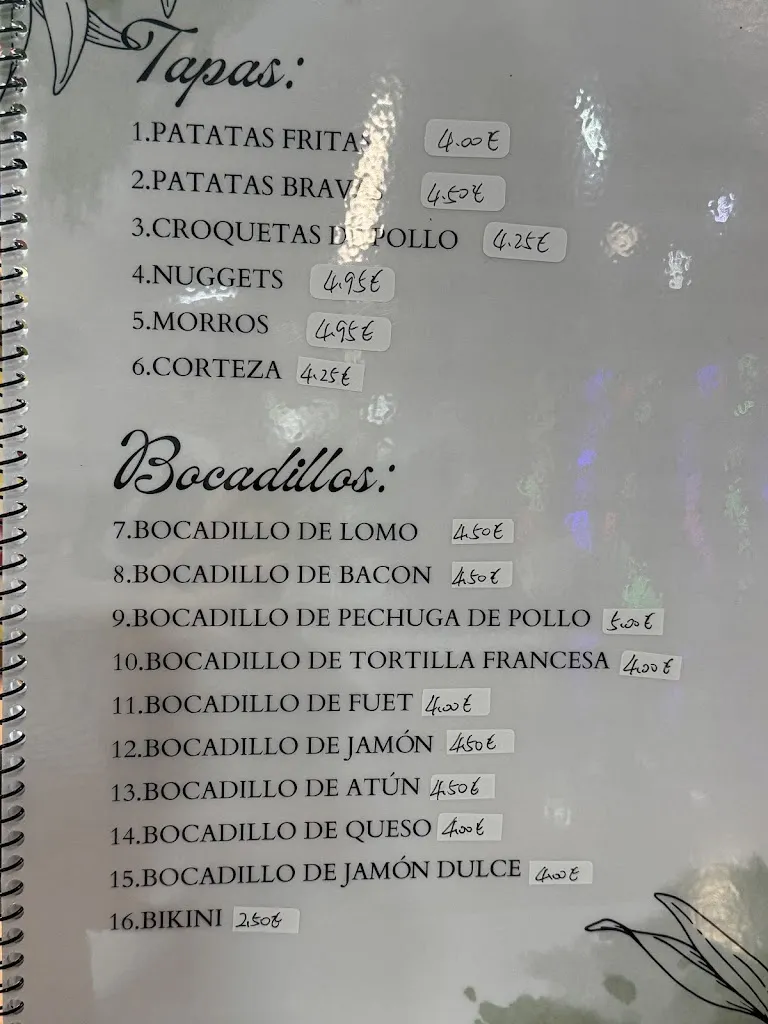 Tapas:
1.PATATAS FRITAS 4.00€
2.PATATAS BRAVAS 4.50€
3.CROQUETAS DE POLLO 4.25€
4.NUGGETS 4.95€
5.MORROS 4.95€
6.CORTEZA 4.25€
Bocadillos:
7.BOCADILLO DE LOMO 4.50€
8.BOCADILLO DE BACON 4.50€
9.BOCADILLO DE PECHUGA DE POLLO 5.00€
10.BOCADILLO DE TORTILLA FRANCESA 4.00€
11.BOCADILLO DE FUET 4.00€
12.BOCADILLO DE JAMÓN 4.50€
13.BOCADILLO DE ATÚN 4.50€
14.BOCADILLO DE QUESO 4.00€
15.BOCADILLO DE JAMÓN DULCE 4.00€
16.BIKINI 2.50€